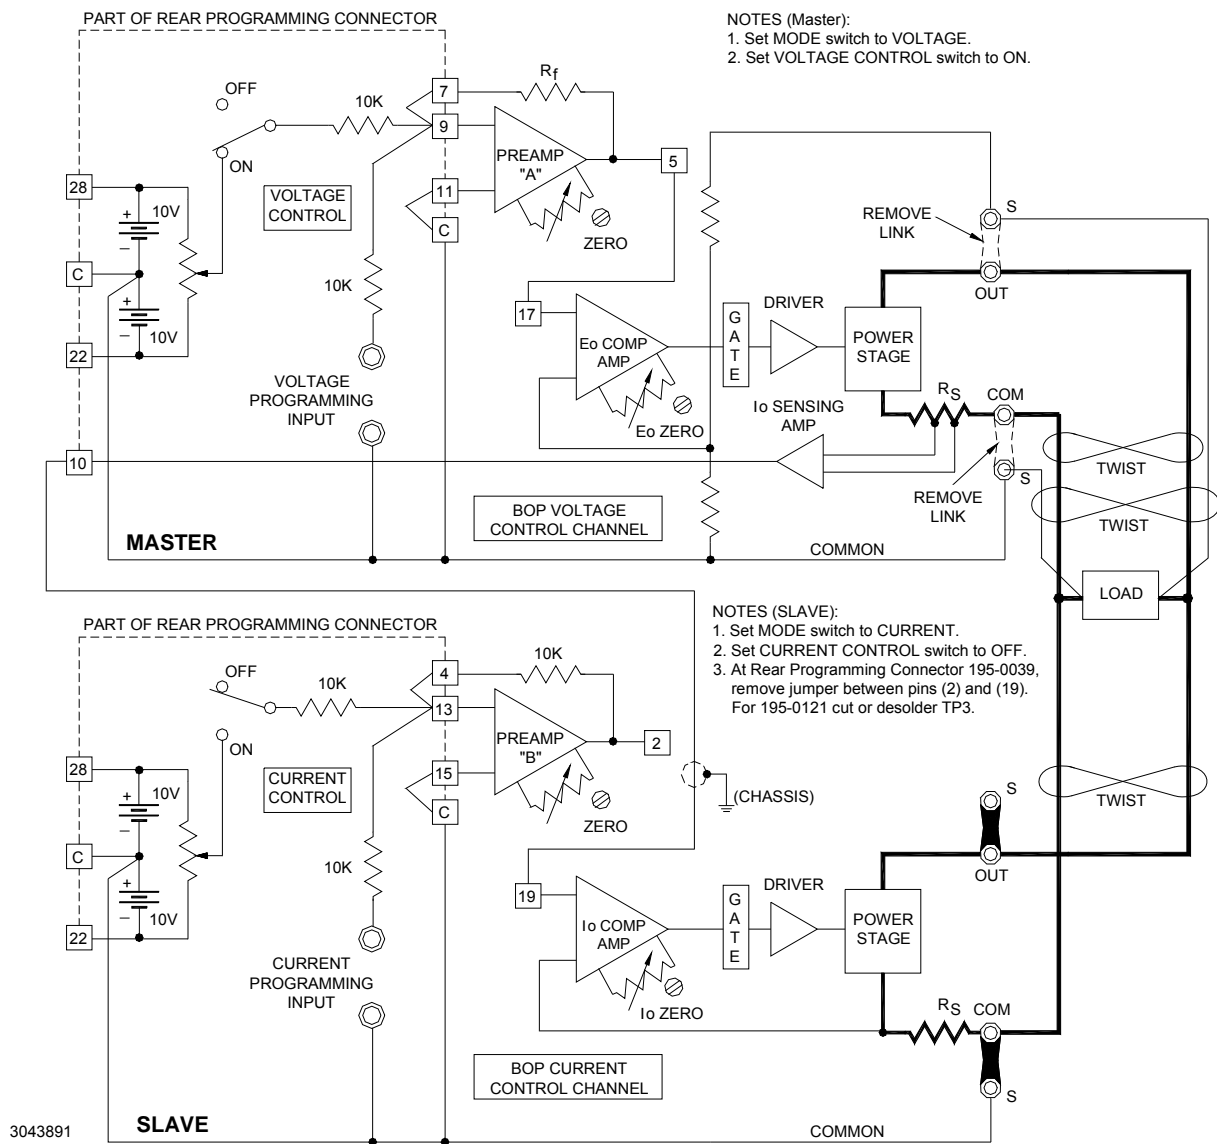 PART OF REAR PROGRAMMING CONNECTOR
NOTES (Master):
1. Set MODE switch to VOLTAGE.
2. Set VOLTAGE CONTROL switch to ON.
OFF
10K
7
Rf
9
PREAMP
"A"
5
ON
28
10V
+
–
VOLTAGE
CONTROL
11
C
ZERO
REMOVE
LINK
S
OUT
C
10K
+
10V
–
22
17
Eo COMP
AMP
Eo ZERO
GATE
DRIVER
POWER
STAGE
VOLTAGE
PROGRAMMING
INPUT
Io SENSING
AMP
RS
COM
S
REMOVE
LINK
TWIST
TWIST
10
BOP VOLTAGE
CONTROL CHANNEL
MASTER
COMMON
LOAD
NOTES (SLAVE):
1. Set MODE switch to CURRENT.
2. Set CURRENT CONTROL switch to OFF.
3. At Rear Programming Connector 195-0039,
remove jumper between pins (2) and (19).
For 195-0121 cut or desolder TP3.
PART OF REAR PROGRAMMING CONNECTOR
OFF
10K
4
10K
13
PREAMP
"B"
2
ON
28
10V
+
–
CURRENT
CONTROL
15
C
ZERO
(CHASSIS)
TWIST
S
OUT
C
10K
+
10V
–
22
19
Io COMP
AMP
Io ZERO
GATE
DRIVER
POWER
STAGE
CURRENT
PROGRAMMING
INPUT
RS
COM
S
BOP CURRENT
CONTROL CHANNEL
3043891
SLAVE
COMMON